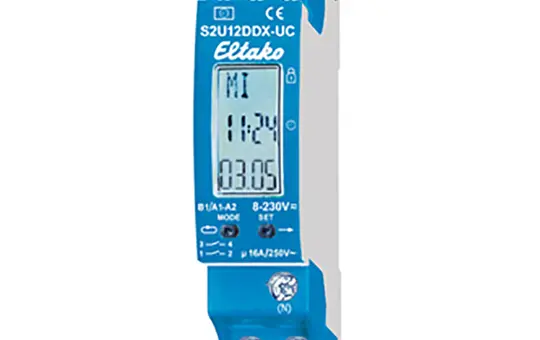 CE
S2U12DDX-UC
Eltako
MI
11:24
03.05
B1/A1-A2 8-230V≂
MODE SET
3 4
1 2 µ16A/250V~
(N)